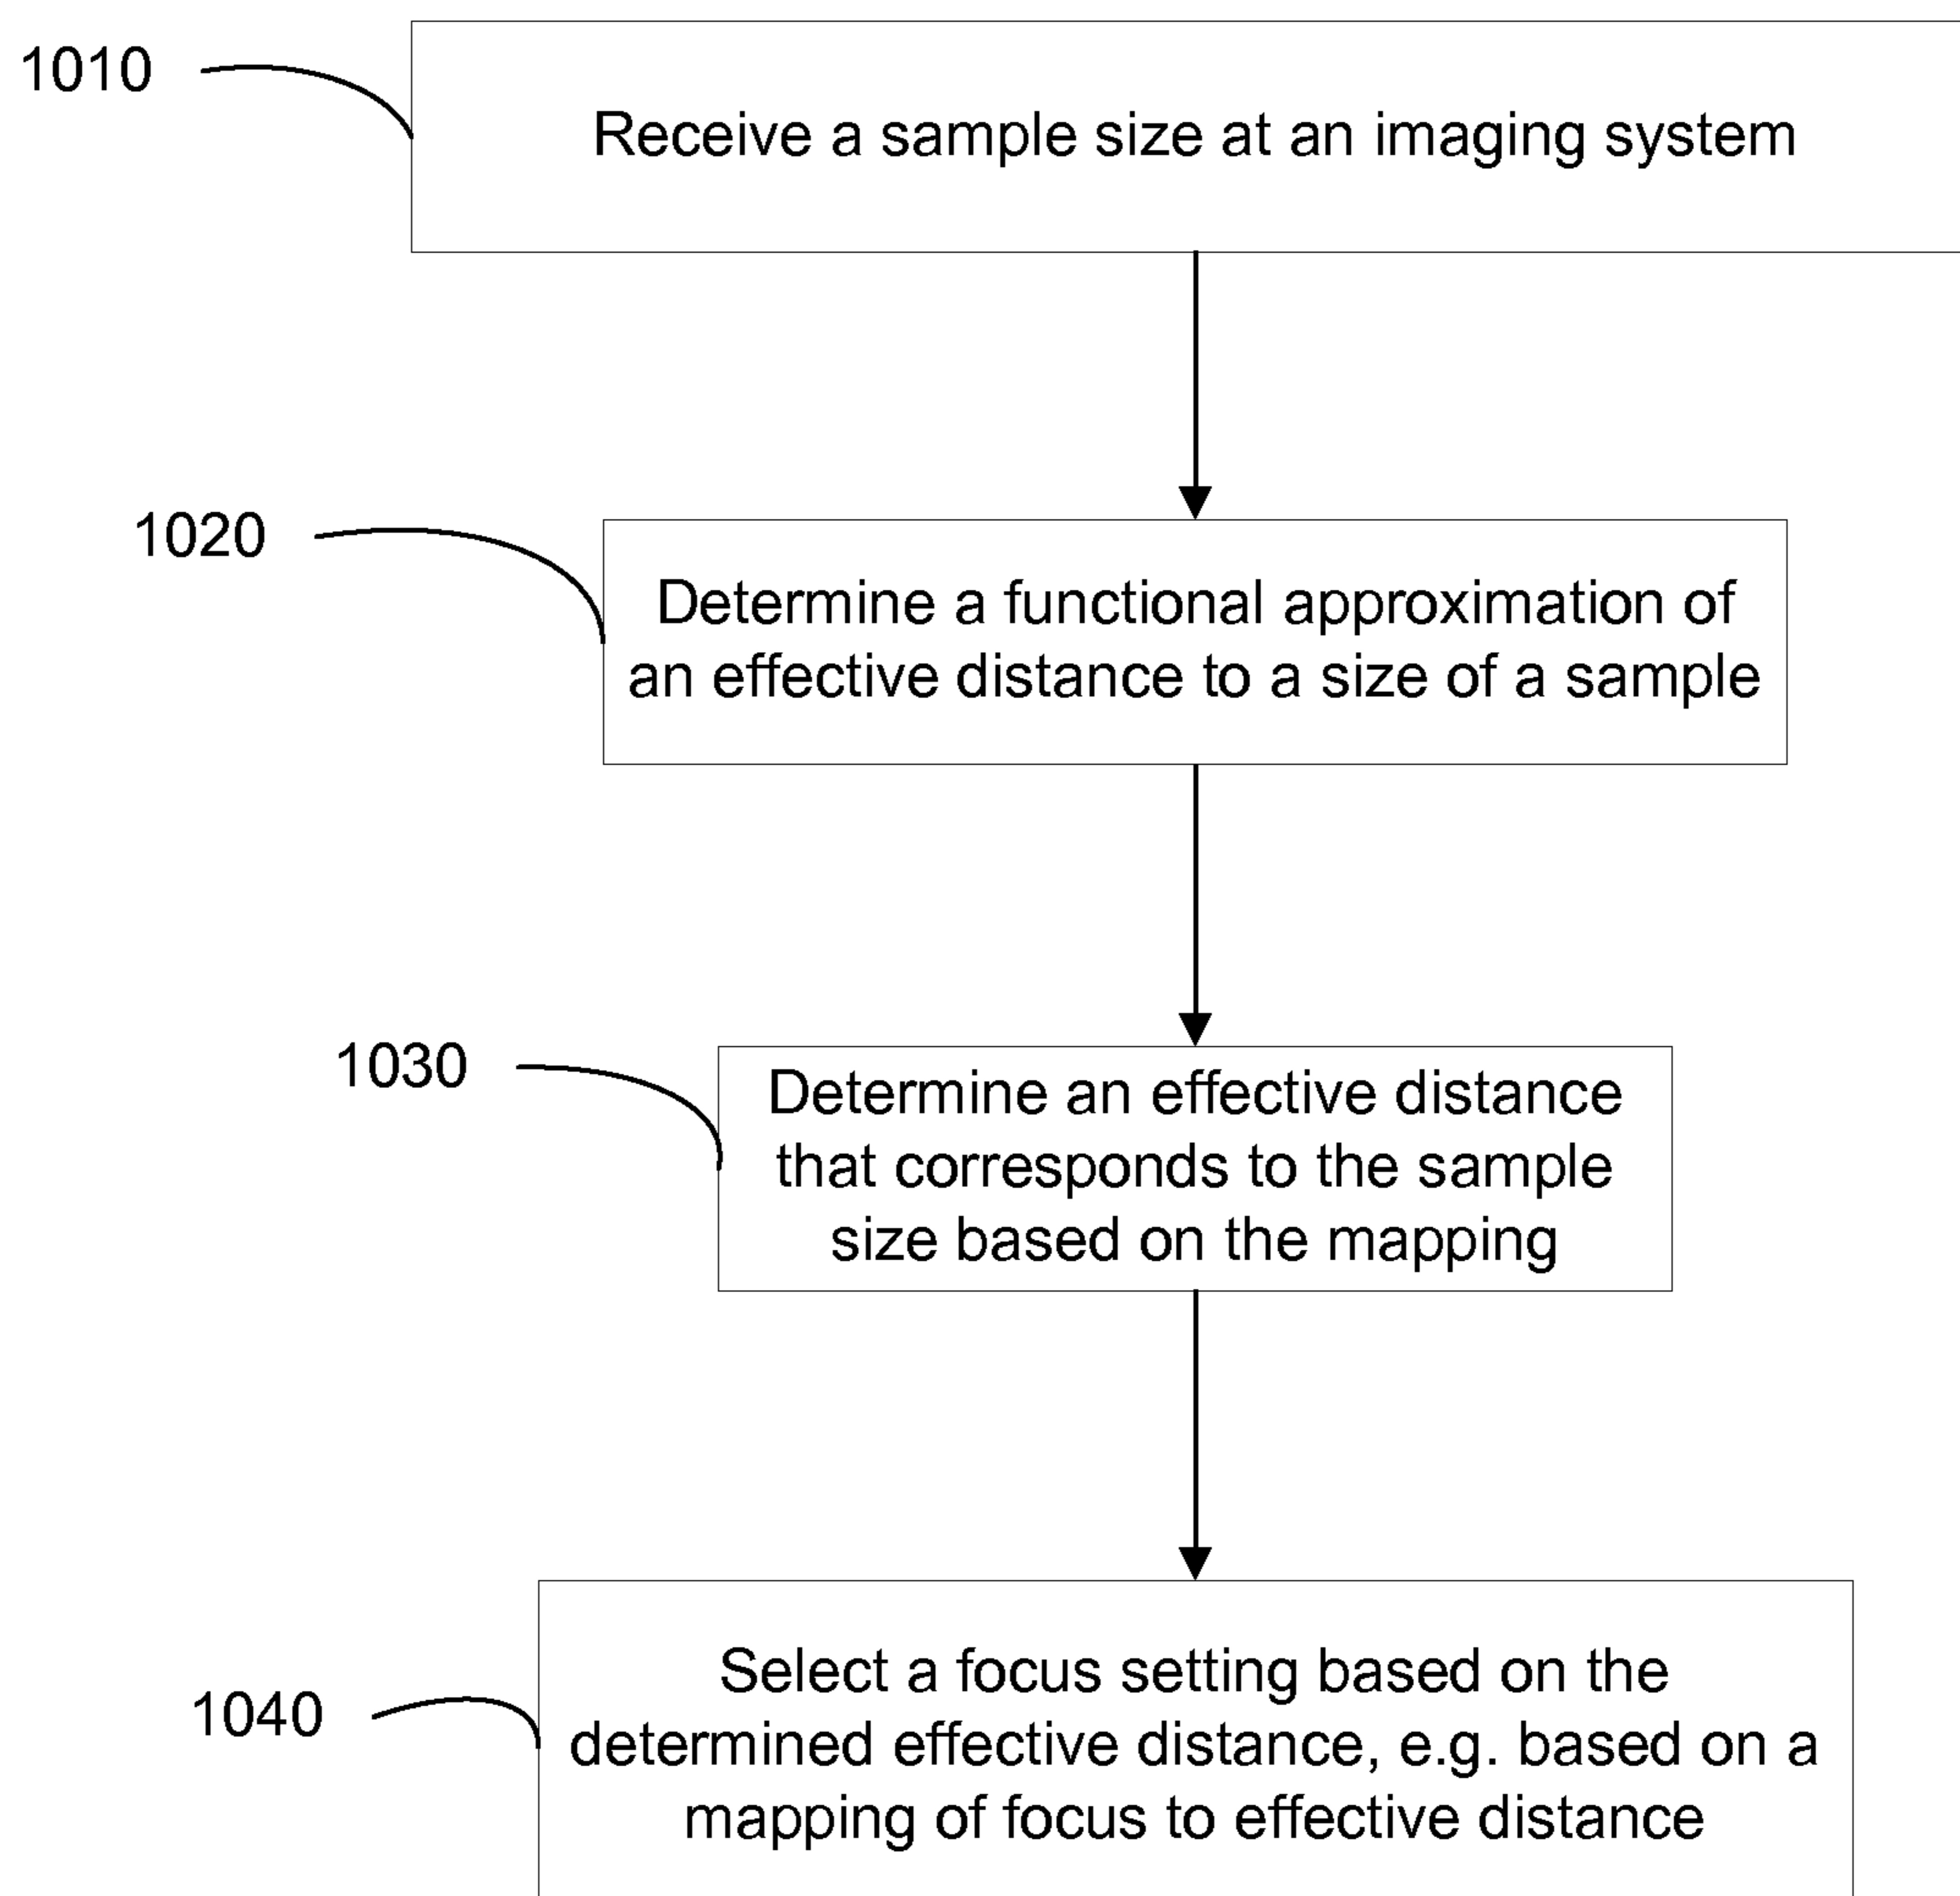 1010
Receive a sample size at an imaging system
1020
Determine a functional approximation of
an effective distance to a size of a sample
1030
Determine an effective distance
that corresponds to the sample
size based on the mapping
1040
Select a focus setting based on the
determined effective distance, e.g. based on a
mapping of focus to effective distance